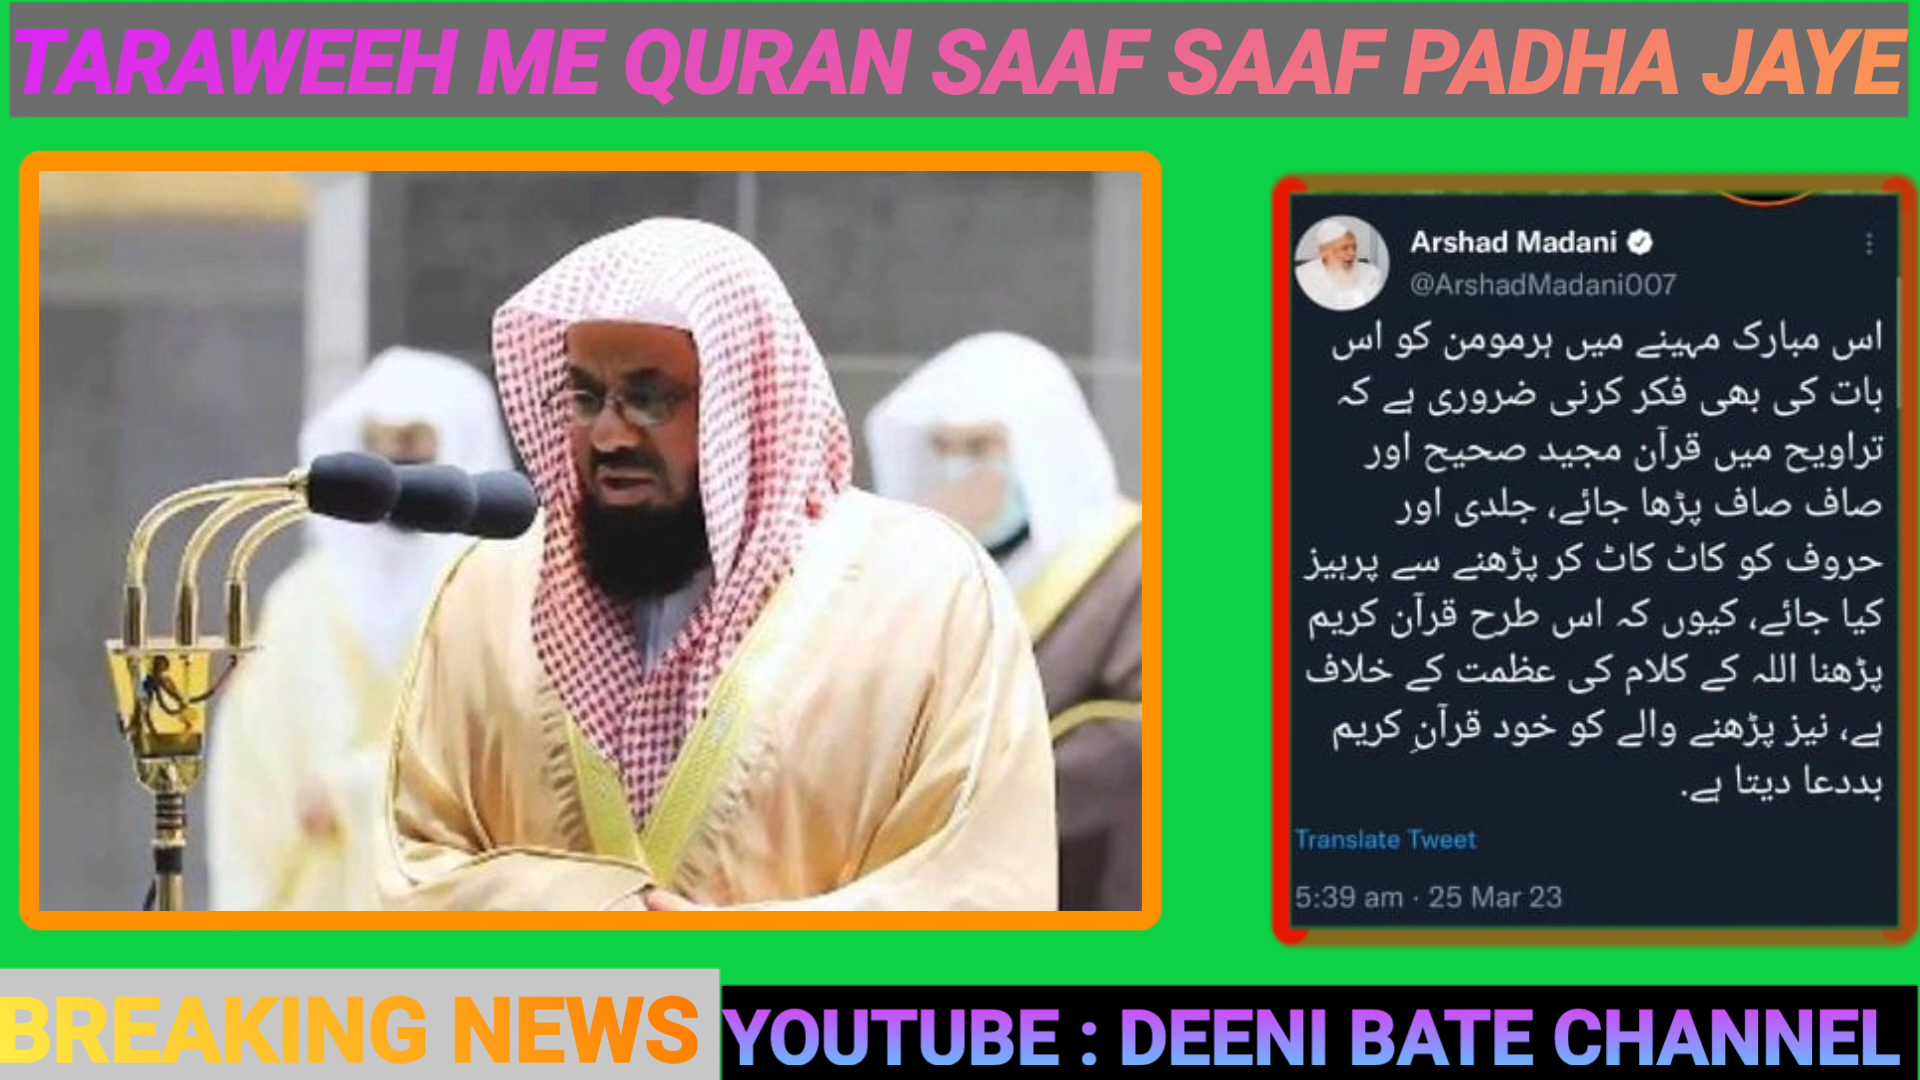 TARAWEEH ME QURAN SAAF SAAF PADHA JAYE
Arshad Madani
@ArshadMadani007
اس مبارک مہینے میں ہرمومن کو اس
بات کی بھی فکر کرنی ضروری ہے کہ
تراویح میں قرآن مجید صحیح اور
صاف صاف پڑھا جائے، جلدی اور
حروف کو کاٹ کاٹ کر پڑھنے سے پرہیز
کیا جائے، کیوں کہ اس طرح قرآن کریم
پڑھنا اللہ کے کلام کی عظمت کے خلاف
ہے، نیز پڑھنے والے کو خود قرآنِ کریم
بددعا دیتا ہے.
Translate Tweet
5:39 am · 25 Mar 23
BREAKING NEWS
YOUTUBE : DEENI BATE CHANNEL